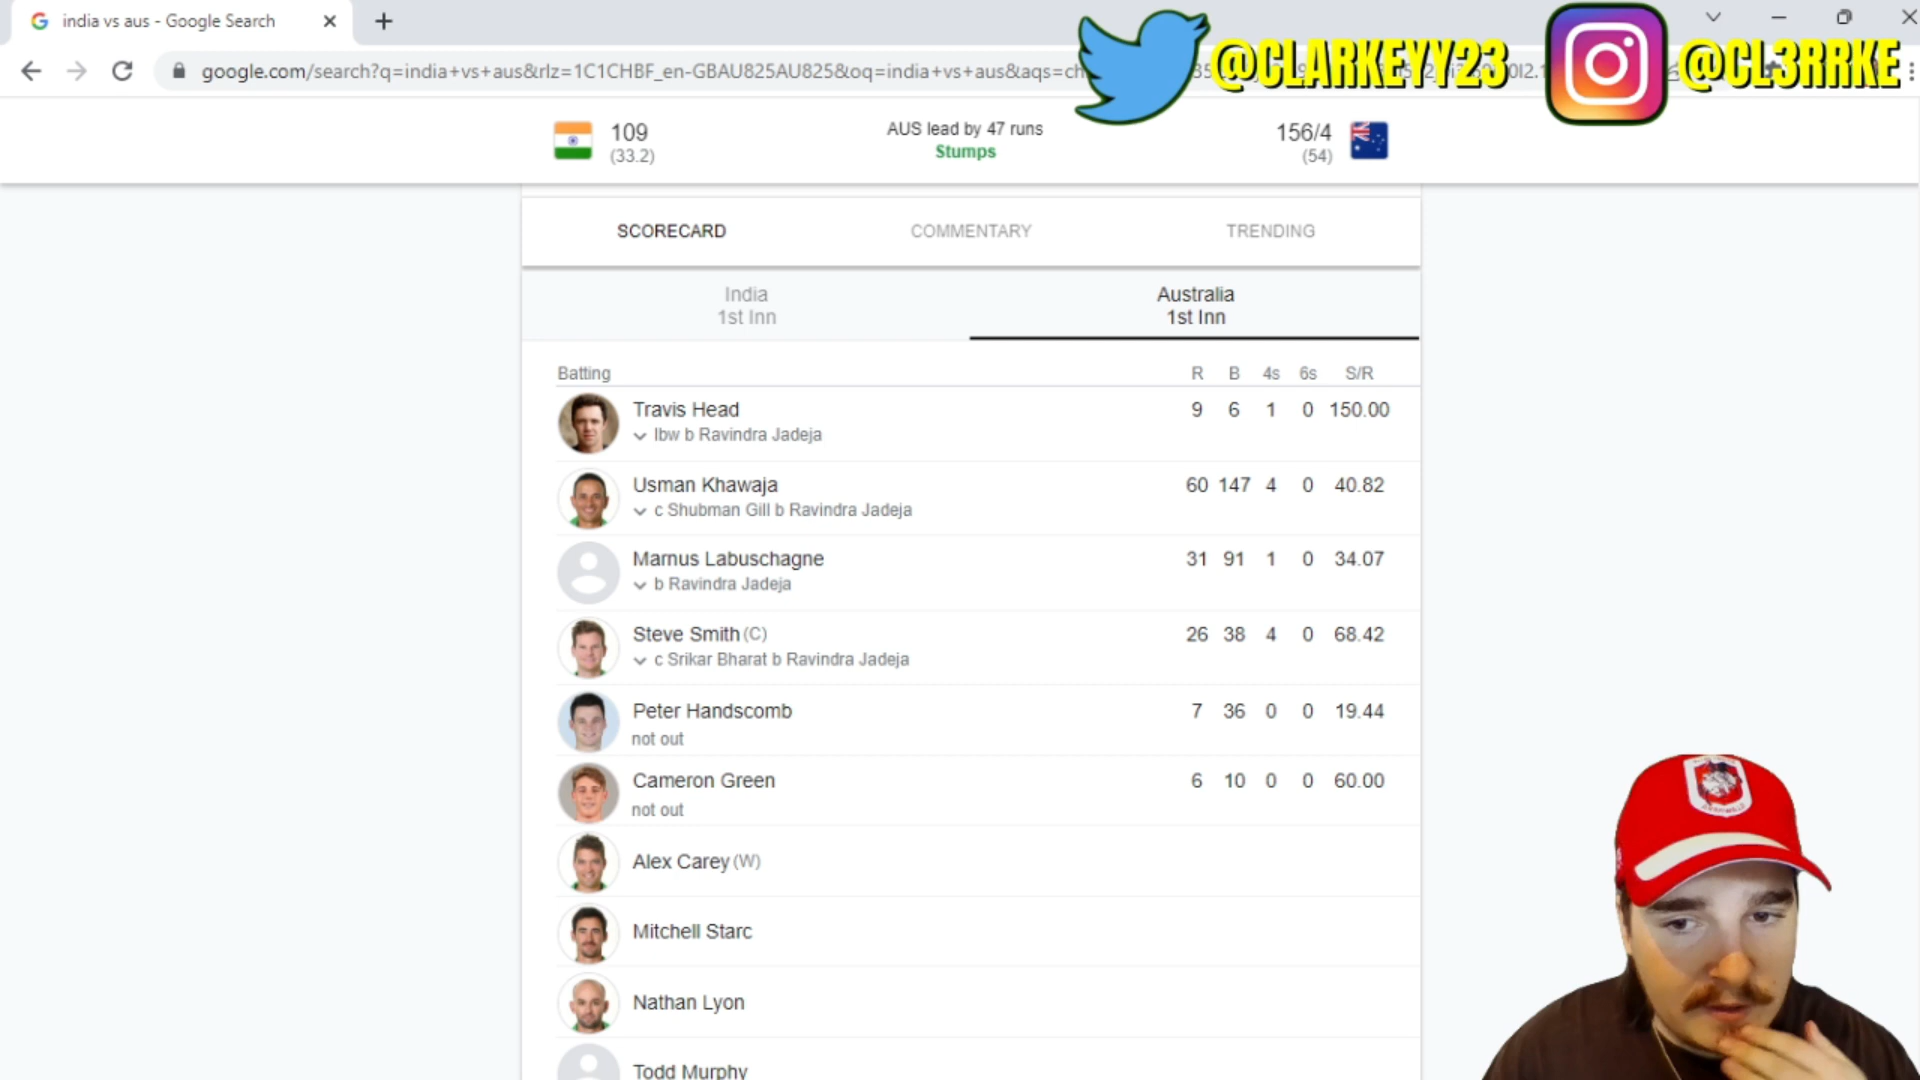 india vs aus - Google Search
@CLARKEYY23
@CL3RRKE
google.com/search?q=india+vs+aus&rlz=1C1CHBF_en-GBAU825AU825&oq=india+vs+aus&aqs=ch
109
(33.2)
AUS lead by 47 runs
Stumps
156/4
(54)
SCORECARD
COMMENTARY
TRENDING
India
1st Inn
Australia
1st Inn
Batting R B 4s 6s S/R
Travis Head 9 6 1 0 150.00
lbw b Ravindra Jadeja
Usman Khawaja 60 147 4 0 40.82
c Shubman Gill b Ravindra Jadeja
Marnus Labuschagne 31 91 1 0 34.07
b Ravindra Jadeja
Steve Smith (C) 26 38 4 0 68.42
c Srikar Bharat b Ravindra Jadeja
Peter Handscomb 7 36 0 0 19.44
not out
Cameron Green 6 10 0 0 60.00
not out
Alex Carey (W)
Mitchell Starc
Nathan Lyon
Todd Murphy